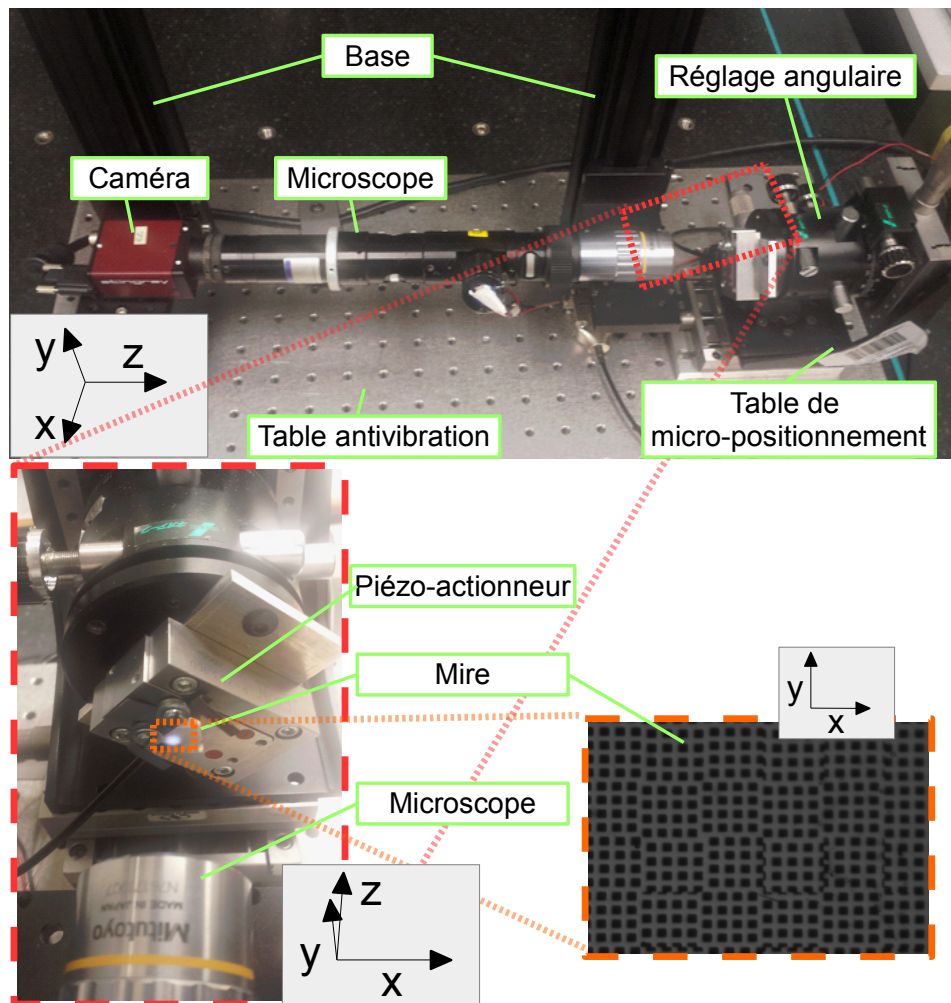 Base
Réglage angulaire
Caméra
Microscope
y
z
x
Table antivibration
Table de
micro-positionnement
Piézo-actionneur
Mire
y
x
Microscope
z
y
x
Mitutoyo
MADE IN JAPAN